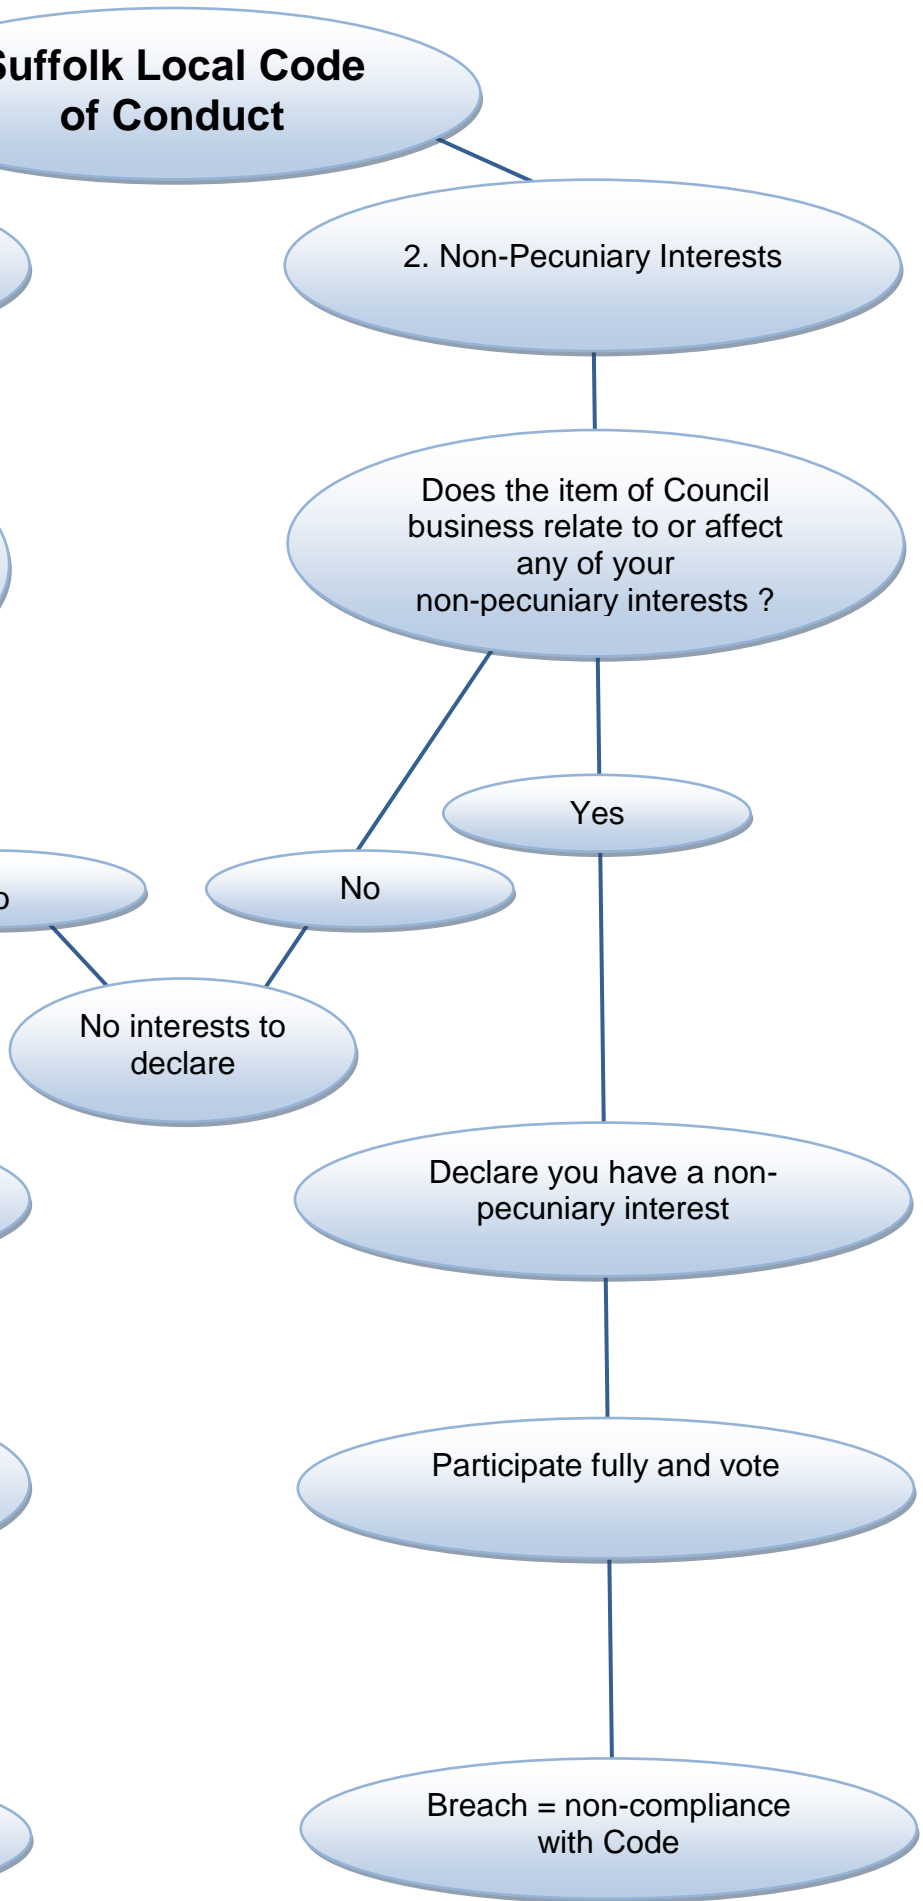 Suffolk Local Code
of Conduct
2. Non-Pecuniary Interests
Does the item of Council
business relate to or affect
any of your
non-pecuniary interests ?
Yes
No
No interests to
declare
Declare you have a non-
pecuniary interest
Participate fully and vote
Breach = non-compliance
with Code